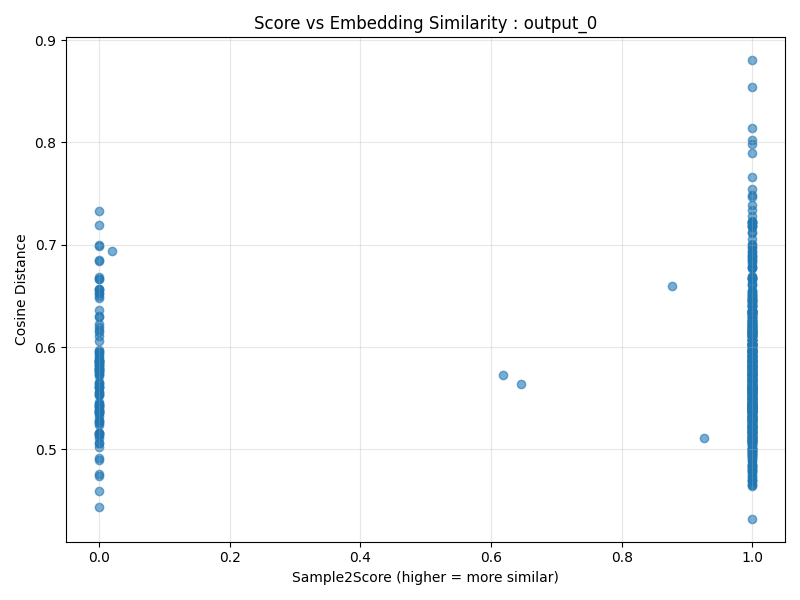 Score vs Embedding Similarity : output_0
0.9
0.8
0.7
0.6
0.5
Cosine Distance
0.0 0.2 0.4 0.6 0.8 1.0
Sample2Score (higher = more similar)